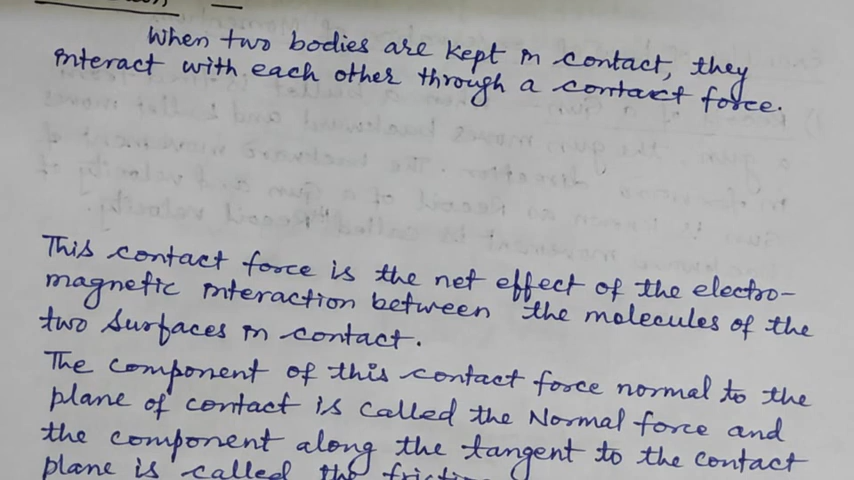 When two bodies are kept in contact, they
interact with each other through a contact force.
This contact force is the net effect of the electro-
magnetic interaction between the molecules of the
two surfaces in contact.
The component of this contact force normal to the
plane of contact is called the Normal force and
the component along the tangent to the contact
plane is called the